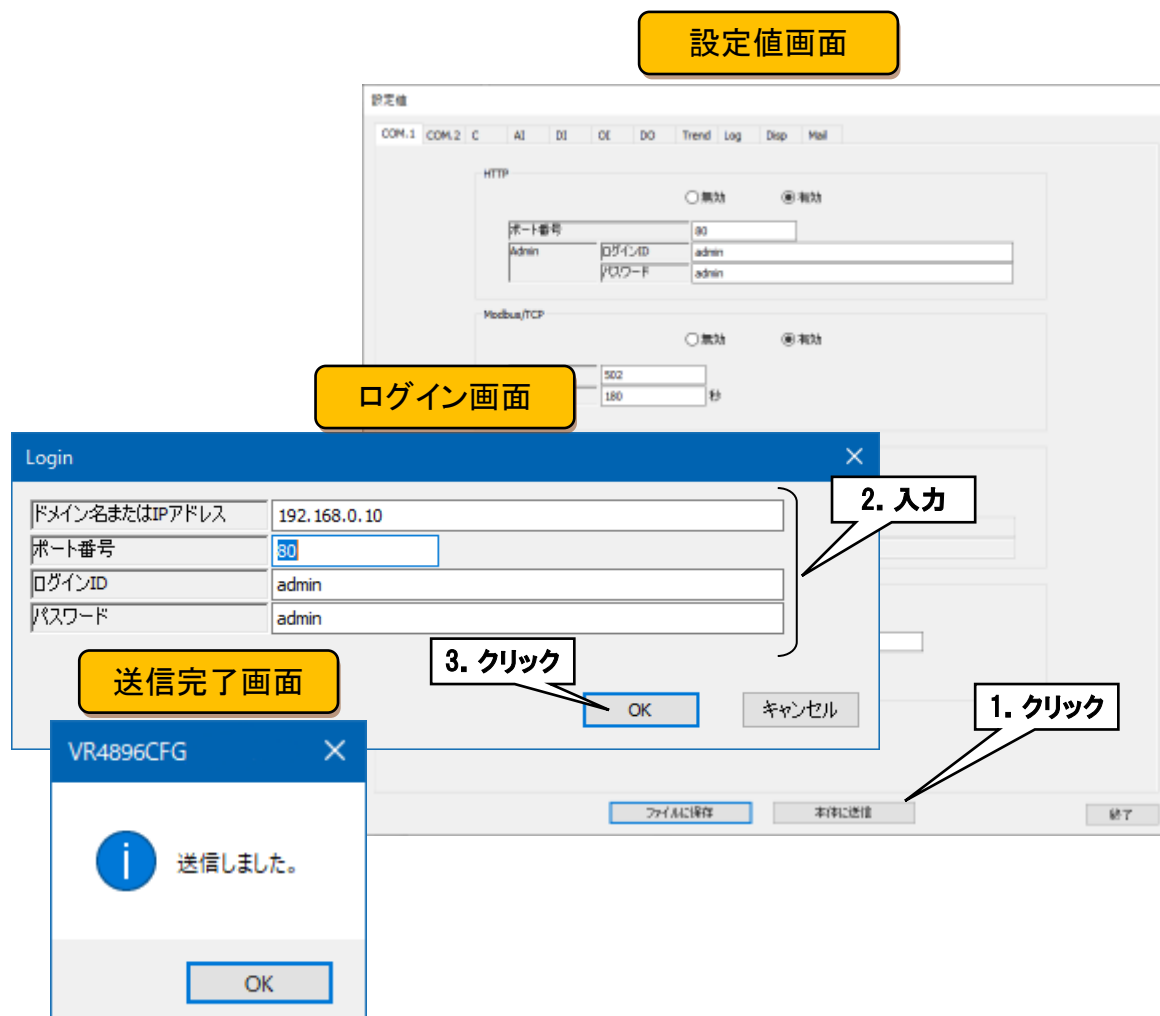 設定値画面
設定値
COM.1 COM.2 C AI DI OI DO Trend Log Disp Mail
HTTP
無効 有効
ポート番号 80
Admin ログインID admin
パスワード admin
Modbus/TCP
無効 有効
502
180 秒
ログイン画面
Login
2. 入力
ドメイン名またはIPアドレス 192.168.0.10
ポート番号 80
ログインID admin
パスワード admin
3. クリック
OK キャンセル
1. クリック
ファイルに保存 本体に送信 終了
送信完了画面
VR4896CFG
送信しました。
OK